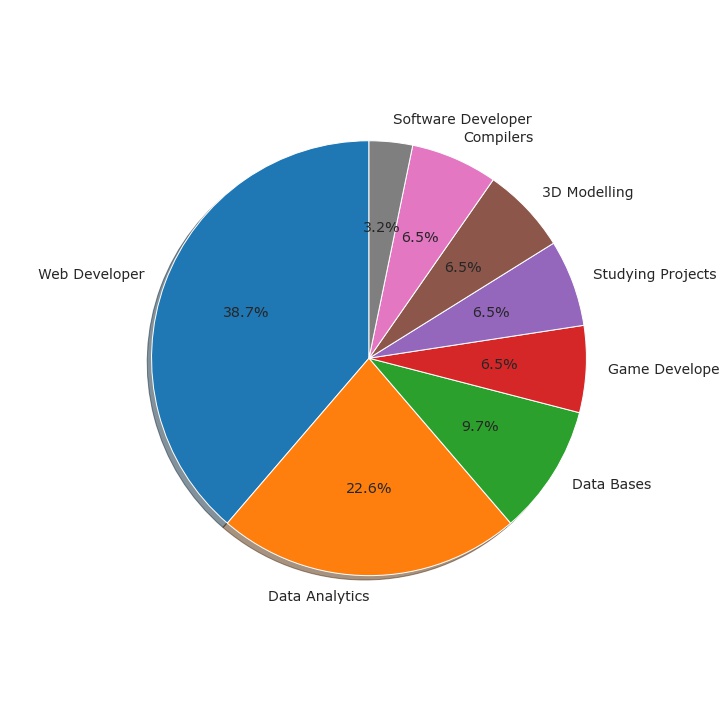 Software Developer
Compilers
3D Modelling
Studying Projects
Game Develope
Data Bases
Data Analytics
Web Developer
3.2%
6.5%
6.5%
6.5%
6.5%
9.7%
22.6%
38.7%